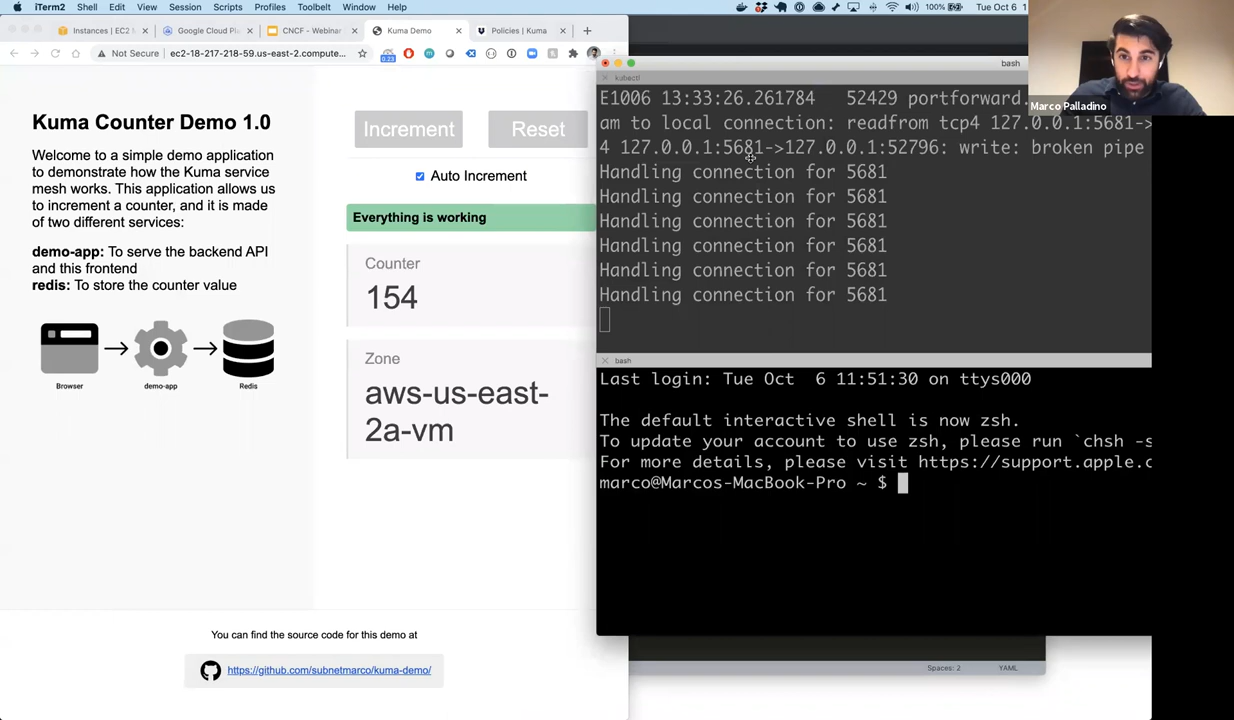 iTerm2 Shell Edit View Session Scripts Profiles Toolbelt Window Help
100%
Tue Oct 6 1
Instances | EC2 M
Google Cloud Pla
CNCF - Webinar
Kuma Demo
Policies | Kuma
Not Secure
ec2-18-217-218-59.us-east-2.compute...
0.23
Kuma Counter Demo 1.0
Welcome to a simple demo application
to demonstrate how the Kuma service
mesh works. This application allows us
to increment a counter, and it is made
of two different services:
demo-app: To serve the backend API
and this frontend
redis: To store the counter value
Browser
demo-app
Redis
Increment
Reset
Auto Increment
Everything is working
Counter
154
Zone
aws-us-east-
2a-vm
You can find the source code for this demo at
https://github.com/subnetmarco/kuma-demo/
bash
kubectl
E1006 13:33:26.261784 52429 portforward.
am to local connection: readfrom tcp4 127.0.0.1:5681->
4 127.0.0.1:5681->127.0.0.1:52796: write: broken pipe
Handling connection for 5681
Handling connection for 5681
Handling connection for 5681
Handling connection for 5681
Handling connection for 5681
Handling connection for 5681
bash
Last login: Tue Oct 6 11:51:30 on ttys000
The default interactive shell is now zsh.
To update your account to use zsh, please run `chsh -s
For more details, please visit https://support.apple.c
marco@Marcos-MacBook-Pro ~ $
Spaces: 2
YAML
Marco Palladino